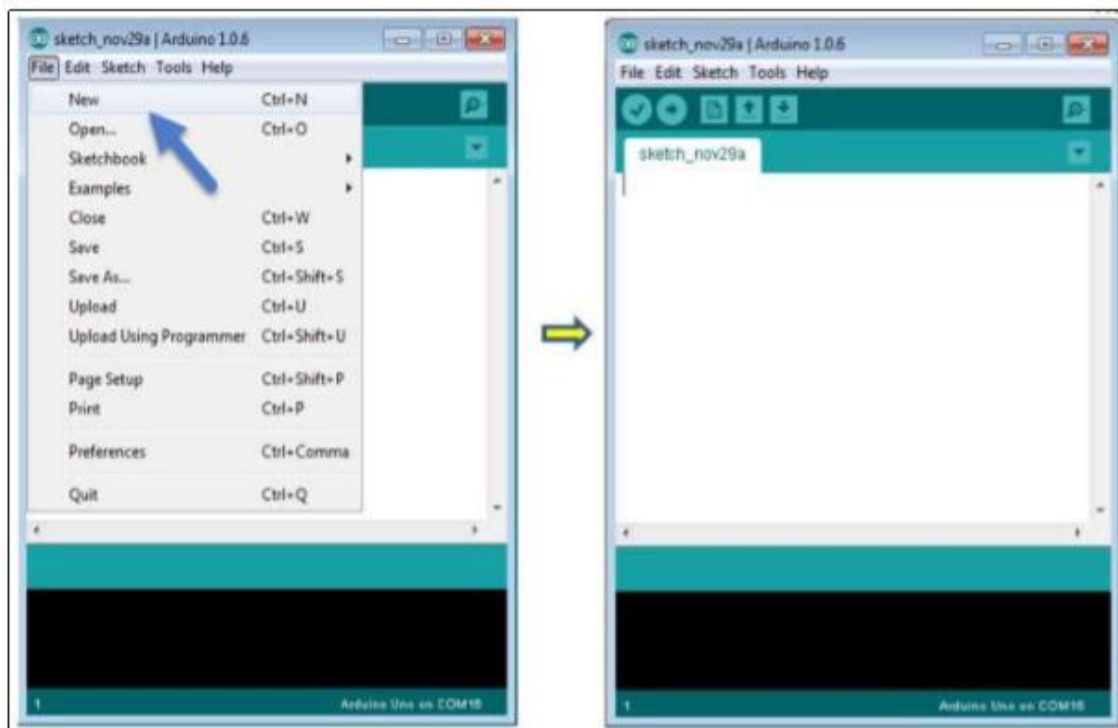 sketch_nov29a | Arduino 1.0.6
File Edit Sketch Tools Help
New Ctrl+N
Open... Ctrl+O
Sketchbook
Examples
Close Ctrl+W
Save Ctrl+S
Save As... Ctrl+Shift+S
Upload Ctrl+U
Upload Using Programmer Ctrl+Shift+U
Page Setup Ctrl+Shift+P
Print Ctrl+P
Preferences Ctrl+Comma
Quit Ctrl+Q
1 Arduino Uno on COM16
sketch_nov29a | Arduino 1.0.6
File Edit Sketch Tools Help
sketch_nov29a
1 Arduino Uno on COM16